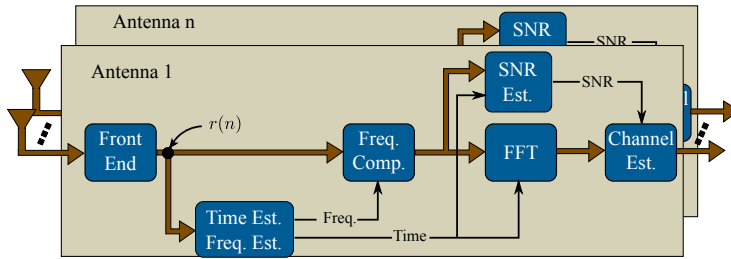 Antenna n
SNR
SNR
Antenna 1
SNR
Est.
SNR
r(n)
Front
End
Freq.
Comp.
FFT
Channel
Est.
Time Est.
Freq. Est.
Freq.
Time